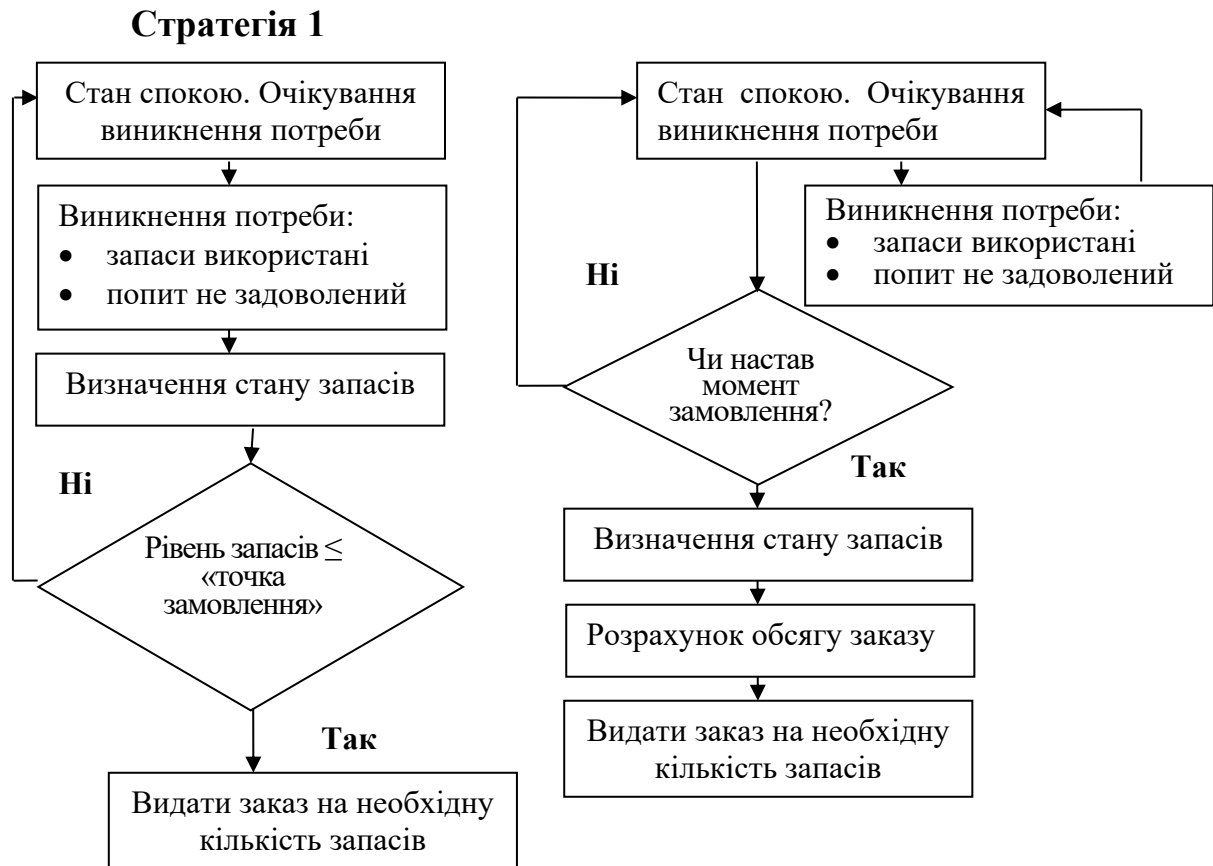 Стратегія 1
Стан спокою. Очікування
виникнення потреби
Виникнення потреби:
• запаси використані
• попит не задоволений
Визначення стану запасів
Ні
Рівень запасів ≤
«точка
замовлення»
Так
Видати заказ на необхідну
кількість запасів
Стан спокою. Очікування
виникнення потреби
Виникнення потреби:
• запаси використані
• попит не задоволений
Ні
Чи настав
момент
замовлення?
Так
Визначення стану запасів
Розрахунок обсягу заказу
Видати заказ на необхідну
кількість запасів